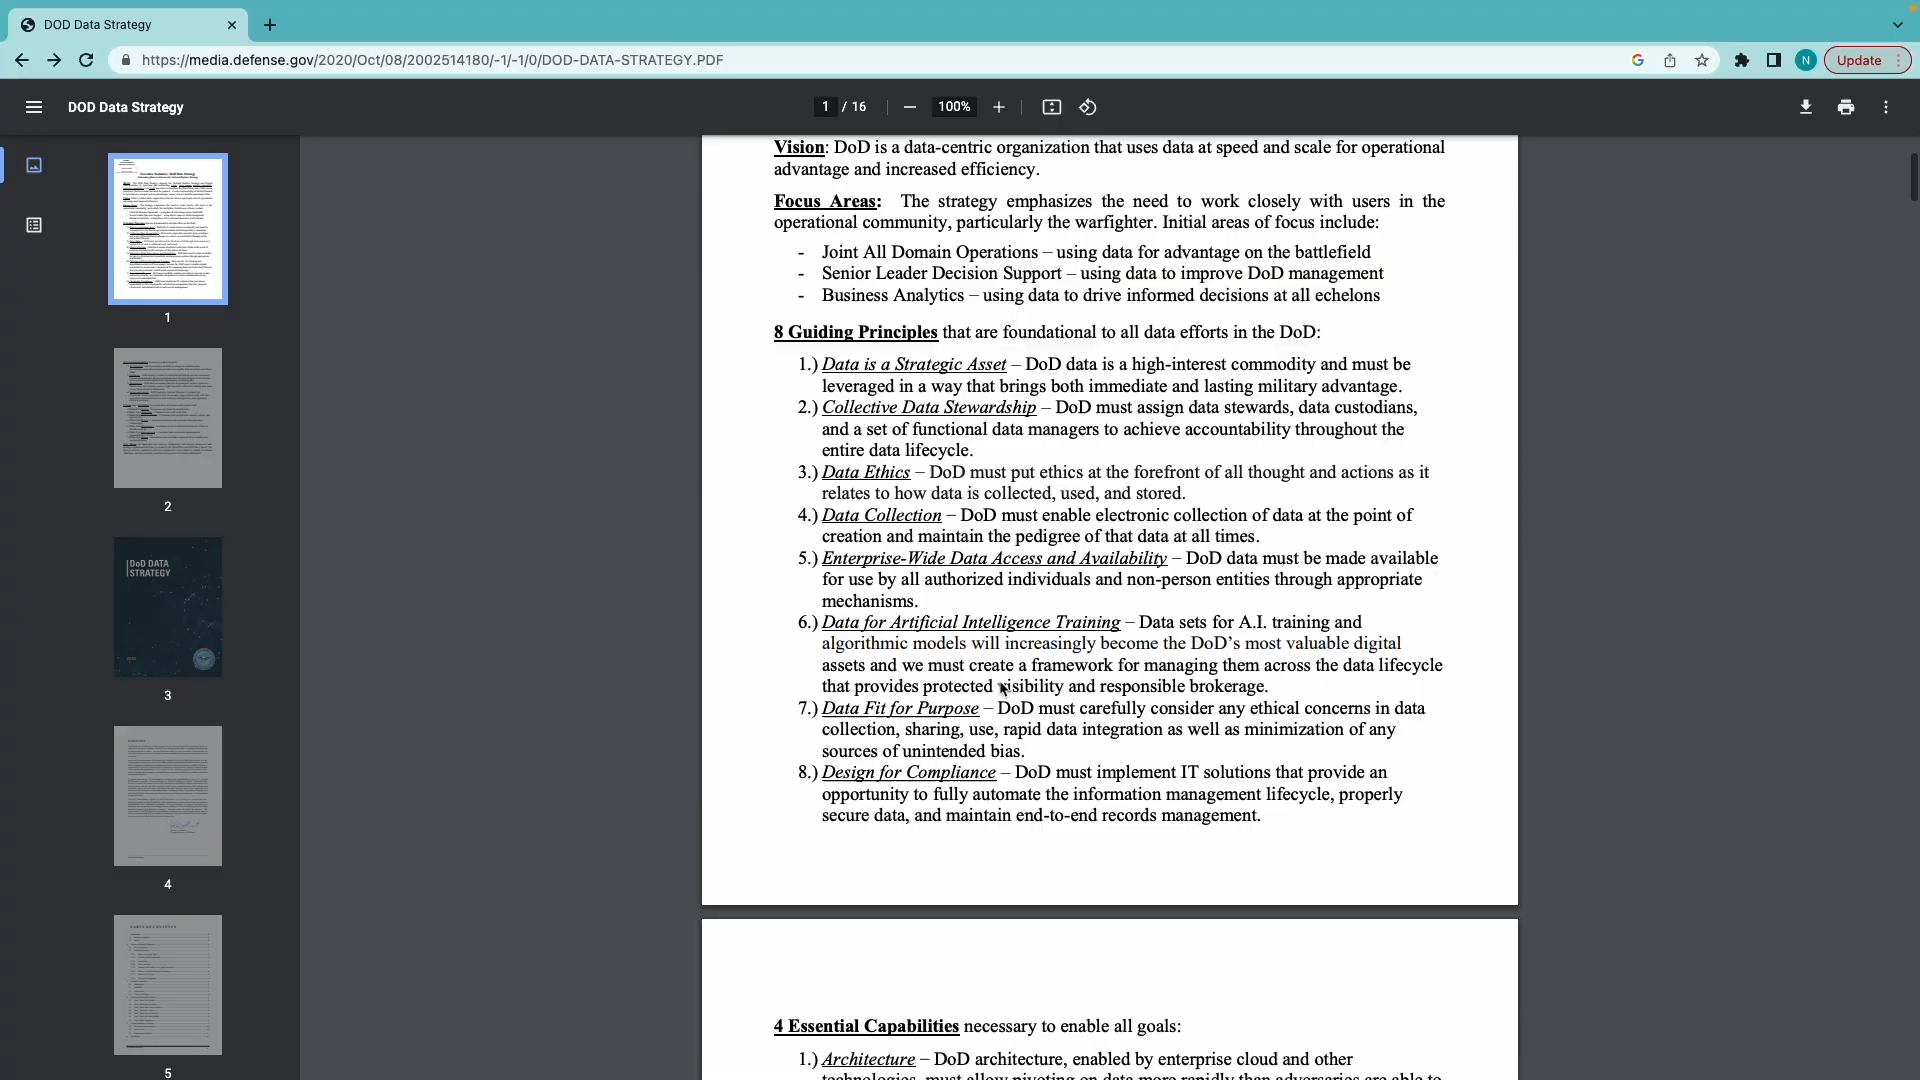 DOD Data Strategy
https://media.defense.gov/2020/Oct/08/2002514180/-1/-1/0/DOD-DATA-STRATEGY.PDF
N
Update
DOD Data Strategy
1 / 16
100%
Vision: DoD is a data-centric organization that uses data at speed and scale for operational
advantage and increased efficiency.
Focus Areas: The strategy emphasizes the need to work closely with users in the
operational community, particularly the warfighter. Initial areas of focus include:
- Joint All Domain Operations – using data for advantage on the battlefield
- Senior Leader Decision Support – using data to improve DoD management
- Business Analytics – using data to drive informed decisions at all echelons
8 Guiding Principles that are foundational to all data efforts in the DoD:
1.) Data is a Strategic Asset – DoD data is a high-interest commodity and must be
leveraged in a way that brings both immediate and lasting military advantage.
2.) Collective Data Stewardship – DoD must assign data stewards, data custodians,
and a set of functional data managers to achieve accountability throughout the
entire data lifecycle.
3.) Data Ethics – DoD must put ethics at the forefront of all thought and actions as it
relates to how data is collected, used, and stored.
4.) Data Collection – DoD must enable electronic collection of data at the point of
creation and maintain the pedigree of that data at all times.
5.) Enterprise-Wide Data Access and Availability – DoD data must be made available
for use by all authorized individuals and non-person entities through appropriate
mechanisms.
6.) Data for Artificial Intelligence Training – Data sets for A.I. training and
algorithmic models will increasingly become the DoD's most valuable digital
assets and we must create a framework for managing them across the data lifecycle
that provides protected visibility and responsible brokerage.
7.) Data Fit for Purpose – DoD must carefully consider any ethical concerns in data
collection, sharing, use, rapid data integration as well as minimization of any
sources of unintended bias.
8.) Design for Compliance – DoD must implement IT solutions that provide an
opportunity to fully automate the information management lifecycle, properly
secure data, and maintain end-to-end records management.
4 Essential Capabilities necessary to enable all goals:
1.) Architecture – DoD architecture, enabled by enterprise cloud and other
technologies, must allow pivoting on data more rapidly than adversaries are able to
1
2
DoD DATA
STRATEGY
3
4
5